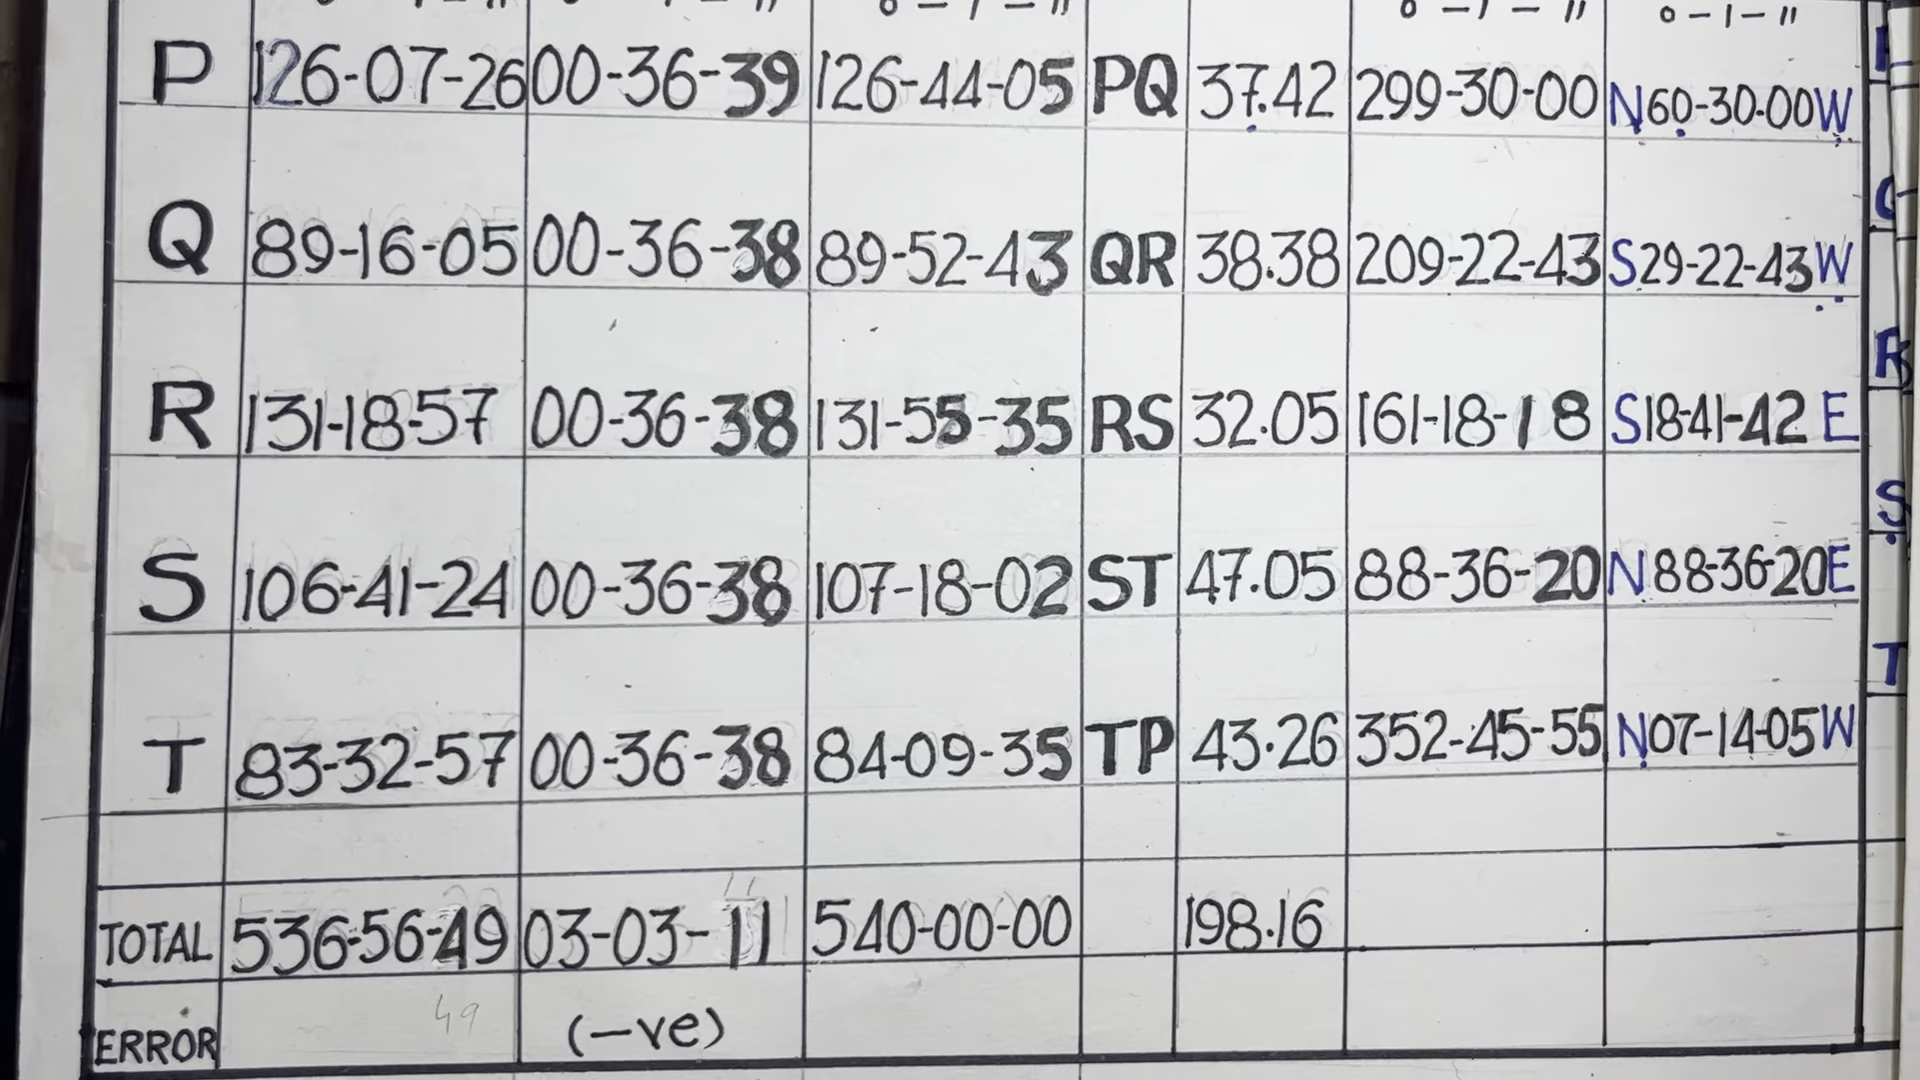 ° – ' – " ° – ' – " ° – ' – " ° – ' – " ° – ' – "
P 126-07-26 00-36-39 126-44-05 PQ 37.42 299-30-00 N60-30-00W
Q 89-16-05 00-36-38 89-52-43 QR 38.38 209-22-43 S29-22-43W
R 131-18-57 00-36-38 131-55-35 RS 32.05 161-18-18 S18-41-42E R
S 106-41-24 00-36-38 107-18-02 ST 47.05 88-36-20 N88-36-20E S
T 83-32-57 00-36-38 84-09-35 TP 43.26 352-45-55 N07-14-05W T
TOTAL 536-56-49 03-03-11 540-00-00 198.16
ERROR 49 (-ve)